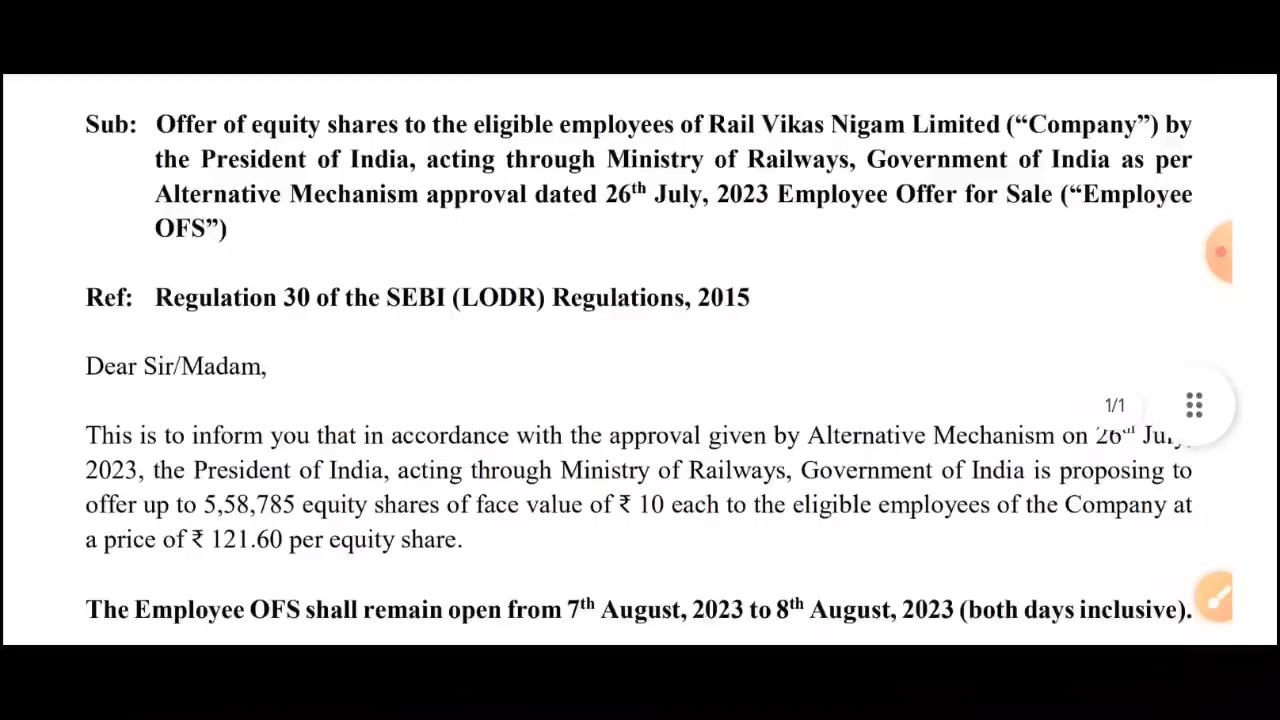 Sub: Offer of equity shares to the eligible employees of Rail Vikas Nigam Limited (“Company”) by
the President of India, acting through Ministry of Railways, Government of India as per
Alternative Mechanism approval dated 26th July, 2023 Employee Offer for Sale (“Employee
OFS”)
Ref: Regulation 30 of the SEBI (LODR) Regulations, 2015
Dear Sir/Madam,
1/1
This is to inform you that in accordance with the approval given by Alternative Mechanism on 26th July,
2023, the President of India, acting through Ministry of Railways, Government of India is proposing to
offer up to 5,58,785 equity shares of face value of ₹ 10 each to the eligible employees of the Company at
a price of ₹ 121.60 per equity share.
The Employee OFS shall remain open from 7th August, 2023 to 8th August, 2023 (both days inclusive).